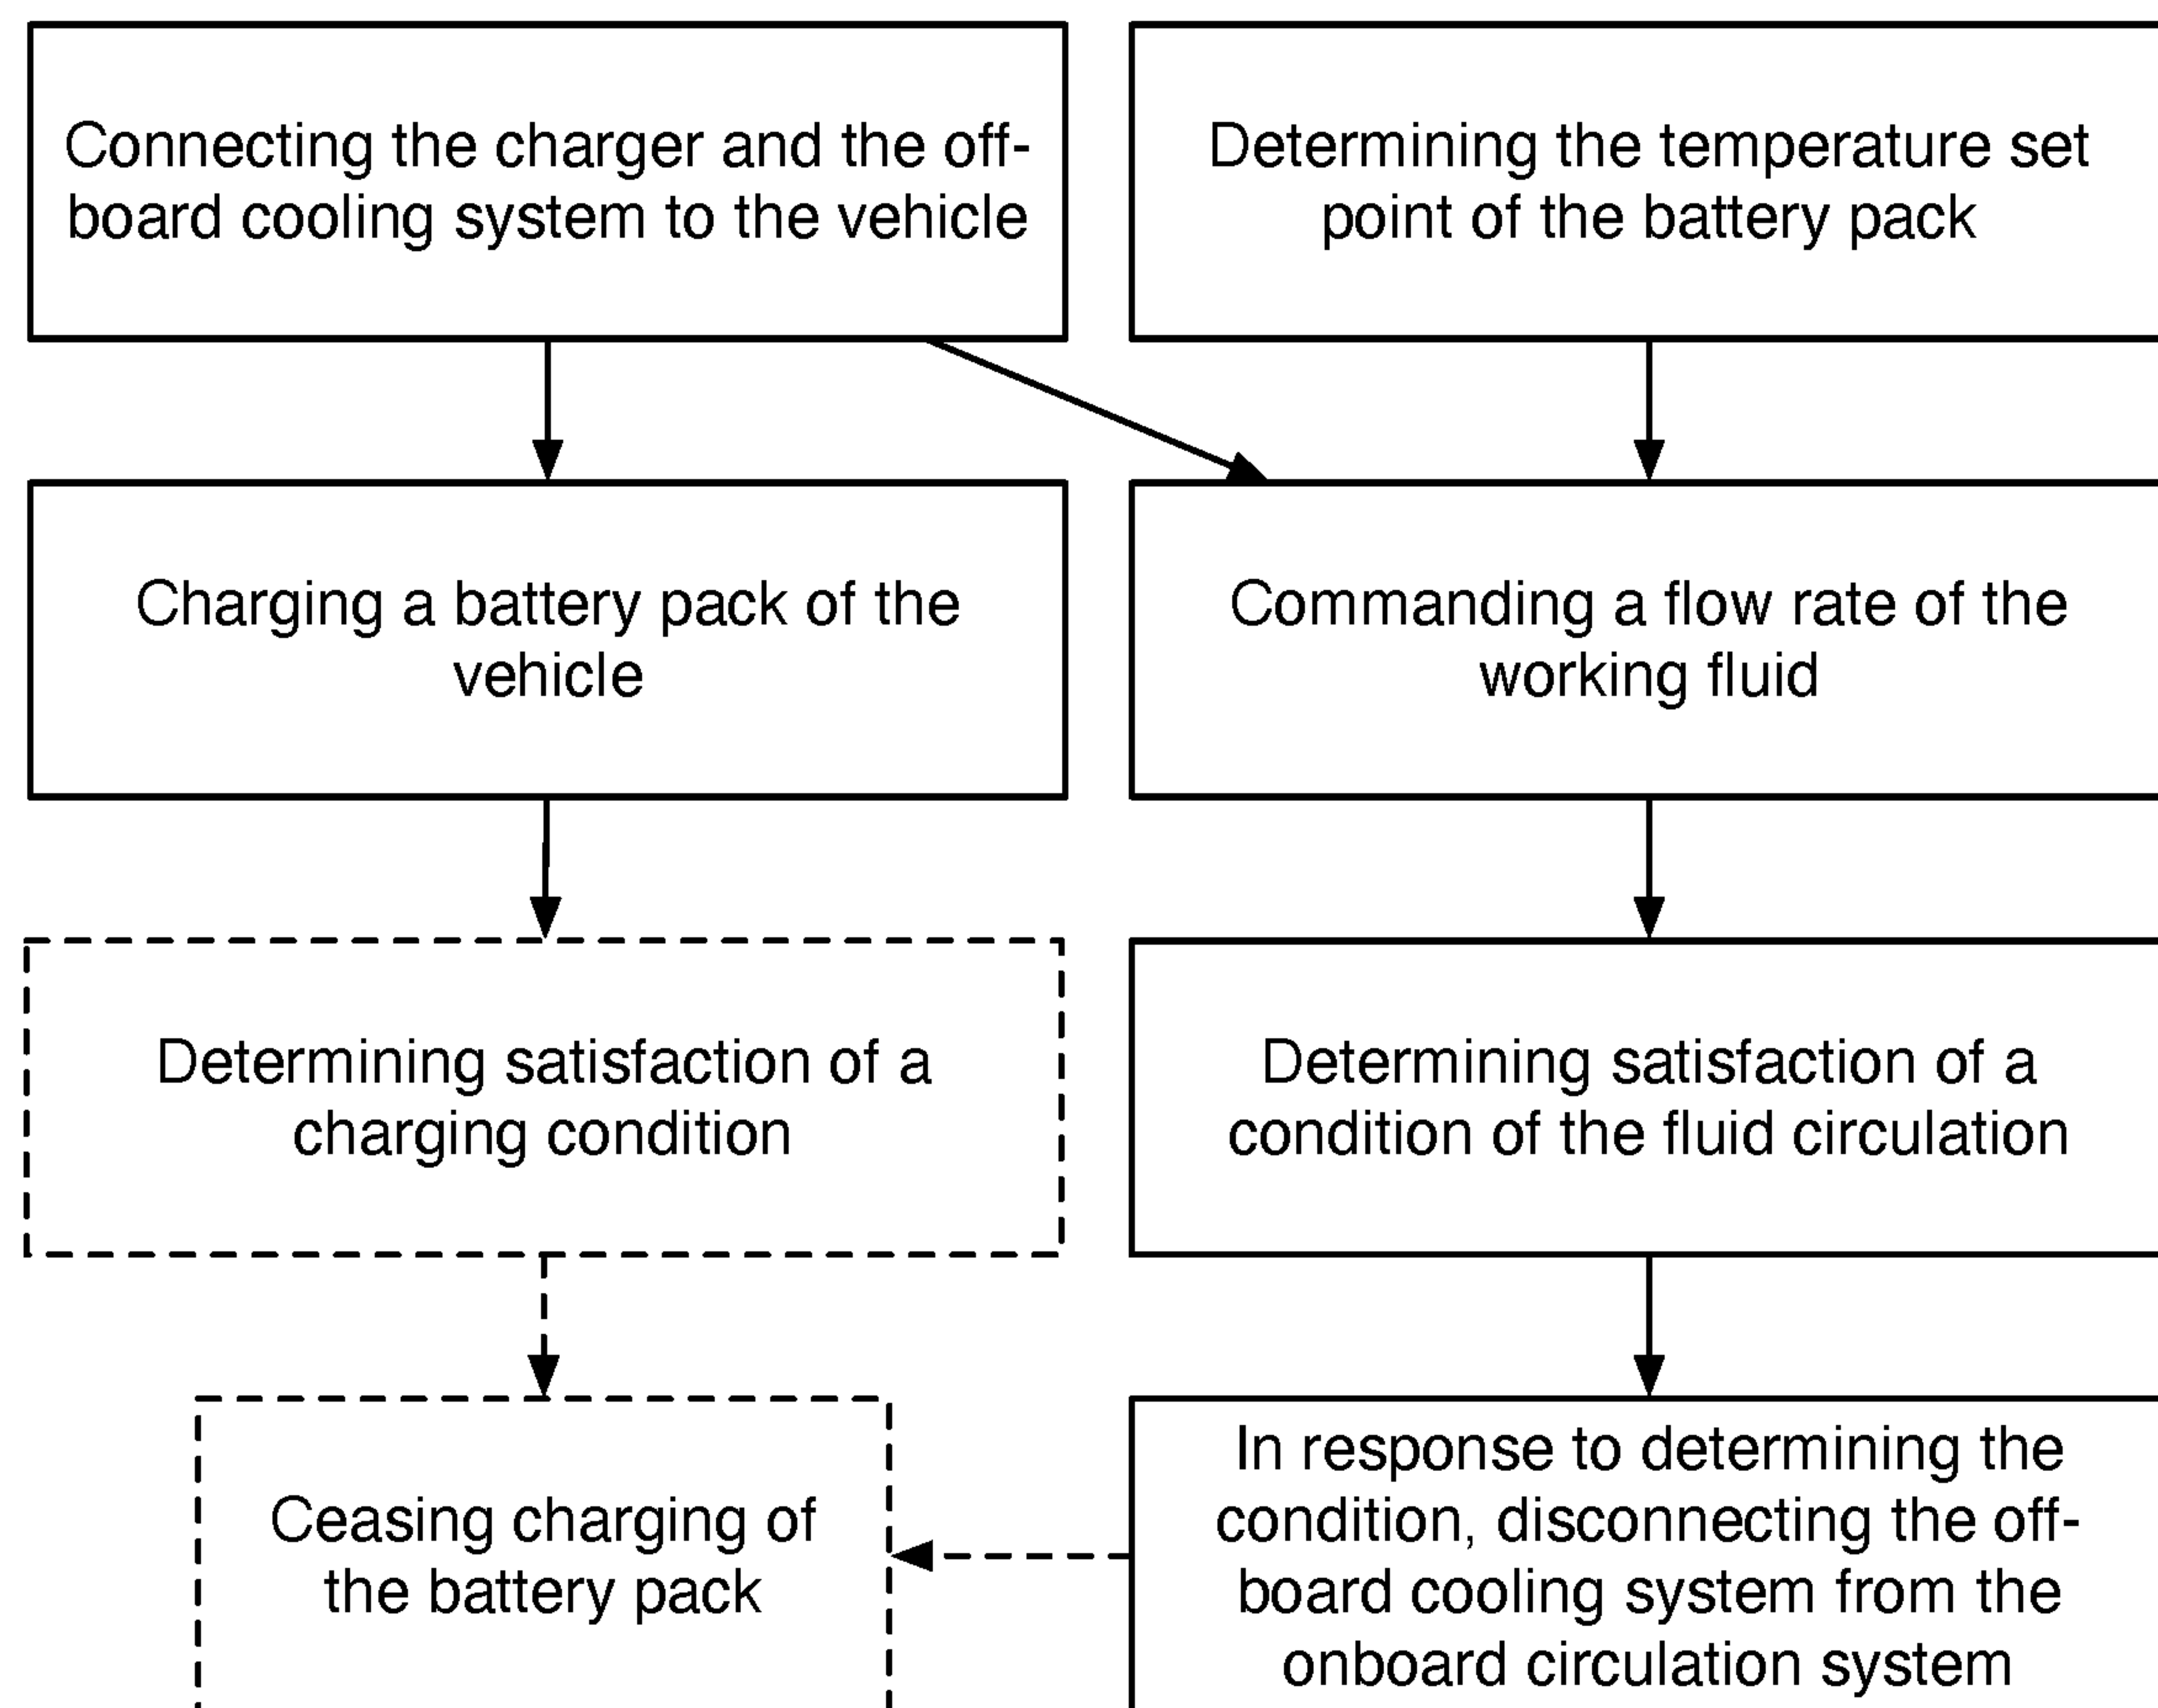 Connecting the charger and the off-
board cooling system to the vehicle
Determining the temperature set
point of the battery pack
Charging a battery pack of the
vehicle
Commanding a flow rate of the
working fluid
Determining satisfaction of a
charging condition
Determining satisfaction of a
condition of the fluid circulation
Ceasing charging of
the battery pack
In response to determining the
condition, disconnecting the off-
board cooling system from the
onboard circulation system